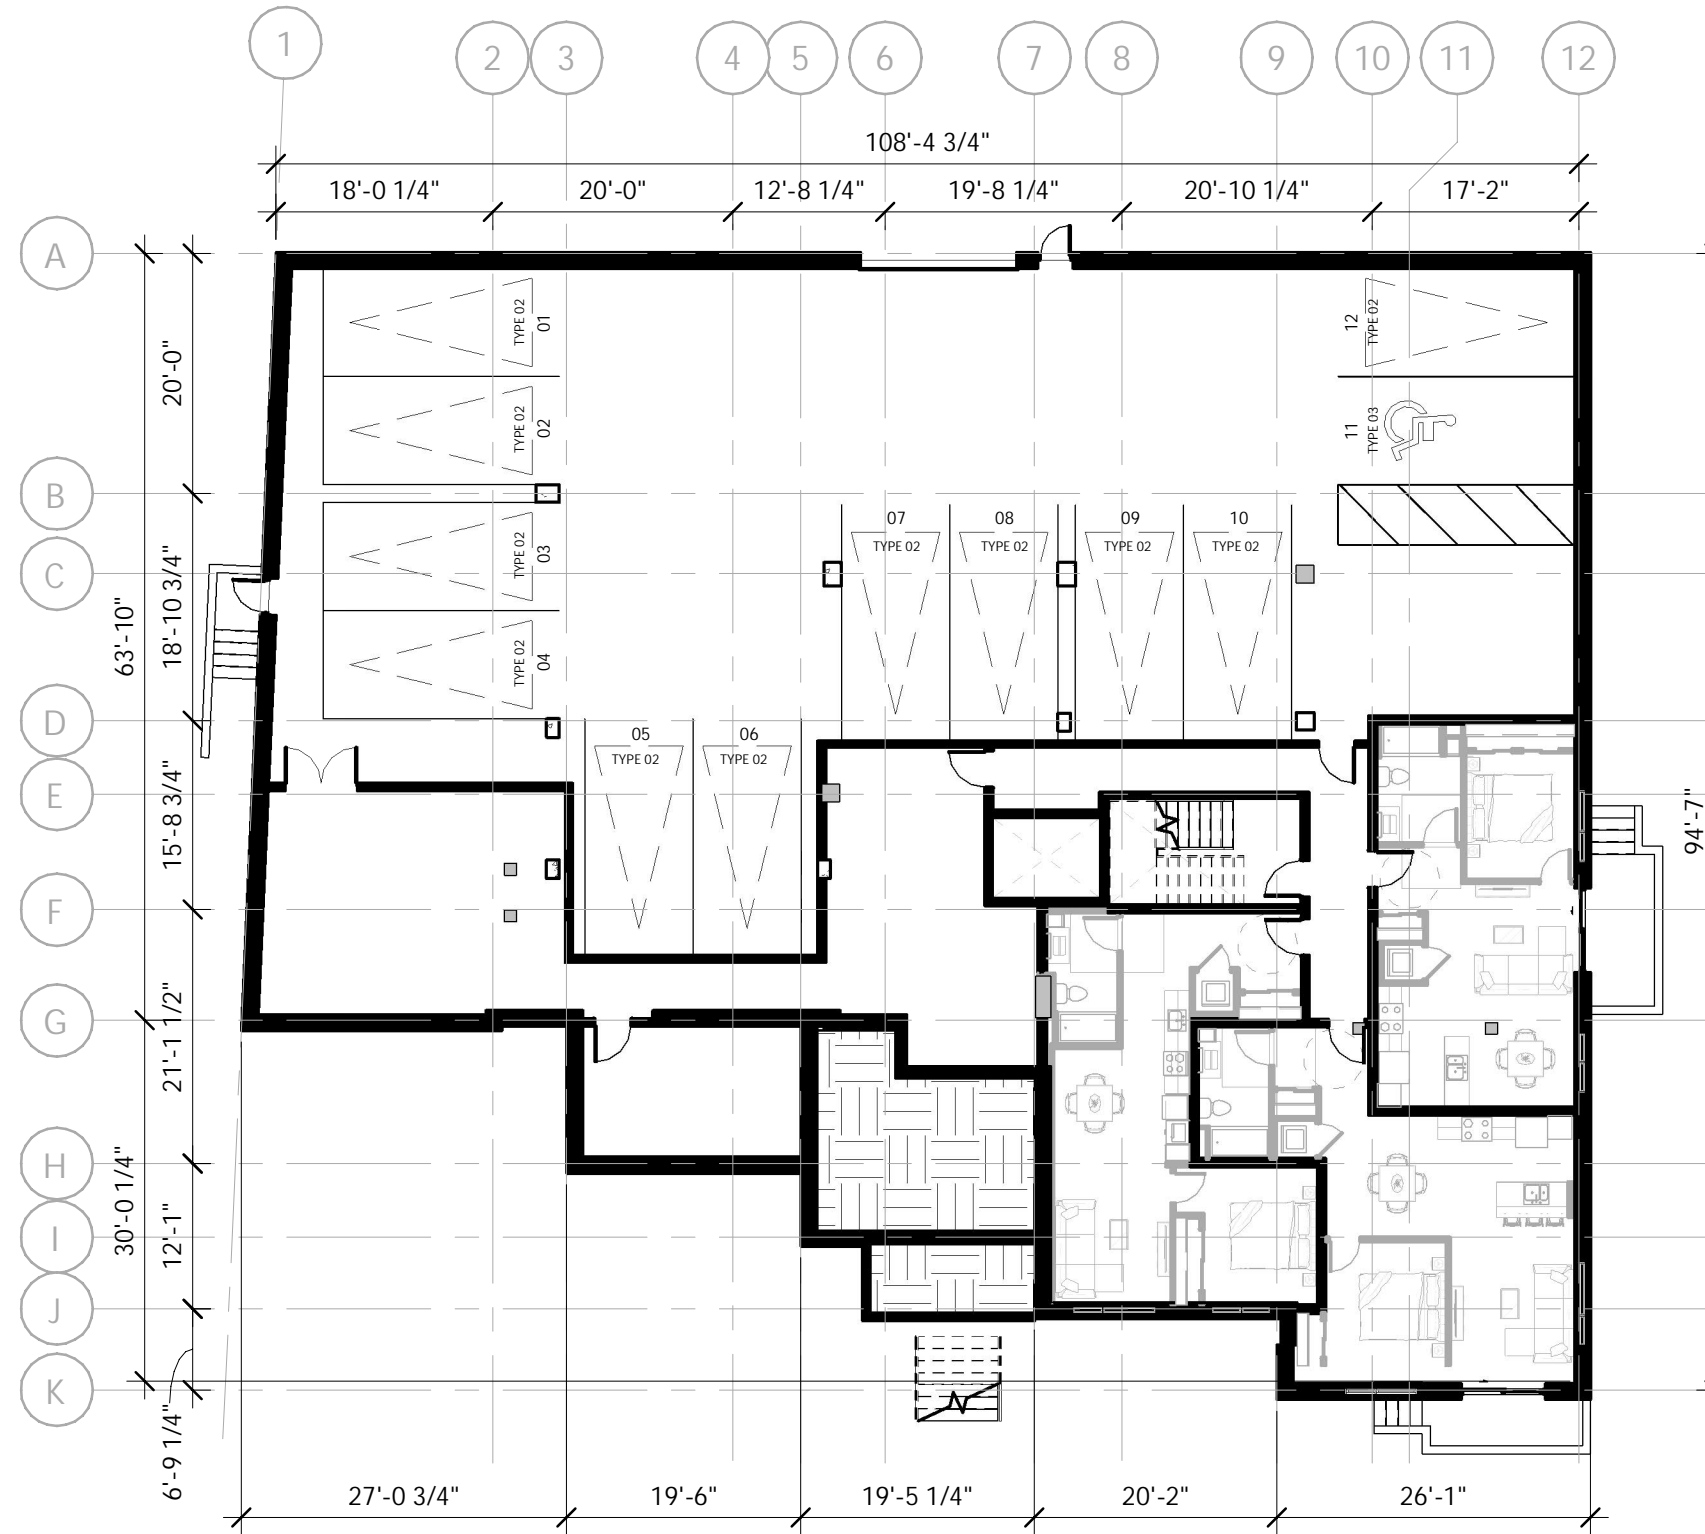 1 2 3 4 5 6 7 8 9 10 11 12
108'-4 3/4"
18'-0 1/4" 20'-0" 12'-8 1/4" 19'-8 1/4" 20'-10 1/4" 17'-2"
A
B
C
D
E
F
G
H
I
J
K
63'-10"
30'-0 1/4"
20'-0"
18'-10 3/4"
15'-8 3/4"
21'-1 1/2"
12'-1"
6'-9 1/4"
TYPE 02
01
TYPE 02
02
TYPE 02
03
TYPE 02
04
05
TYPE 02
06
TYPE 02
07
TYPE 02
08
TYPE 02
09
TYPE 02
10
TYPE 02
12
TYPE 02
11
TYPE 03
94'-7"
27'-0 3/4" 19'-6" 19'-5 1/4" 20'-2" 26'-1"